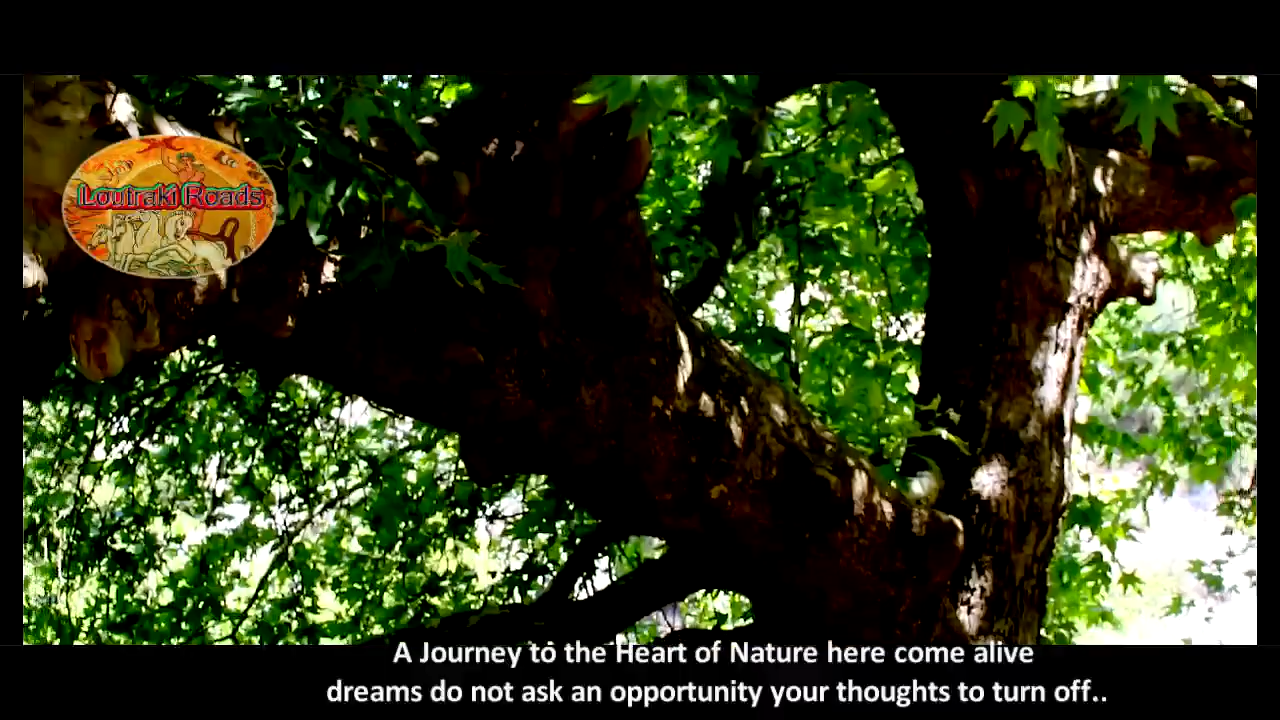 Loutraki Roads
A Journey to the Heart of Nature here come alive
dreams do not ask an opportunity your thoughts to turn off..